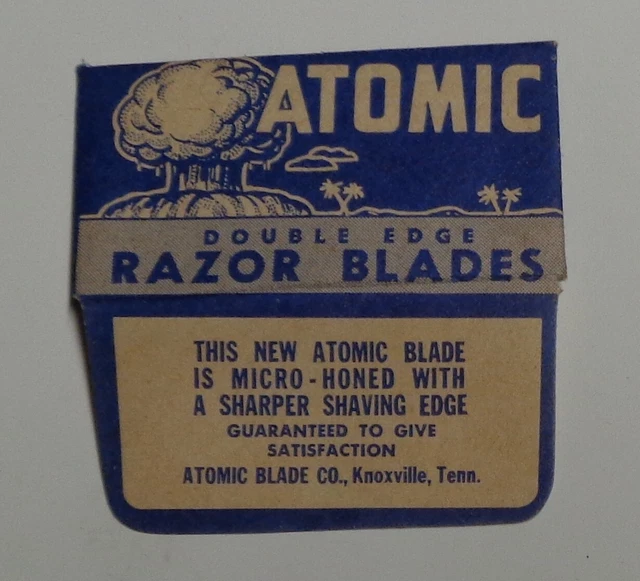 ATOMIC
DOUBLE EDGE
RAZOR BLADES
THIS NEW ATOMIC BLADE
IS MICRO-HONED WITH
A SHARPER SHAVING EDGE
GUARANTEED TO GIVE
SATISFACTION
ATOMIC BLADE CO., Knoxville, Tenn.